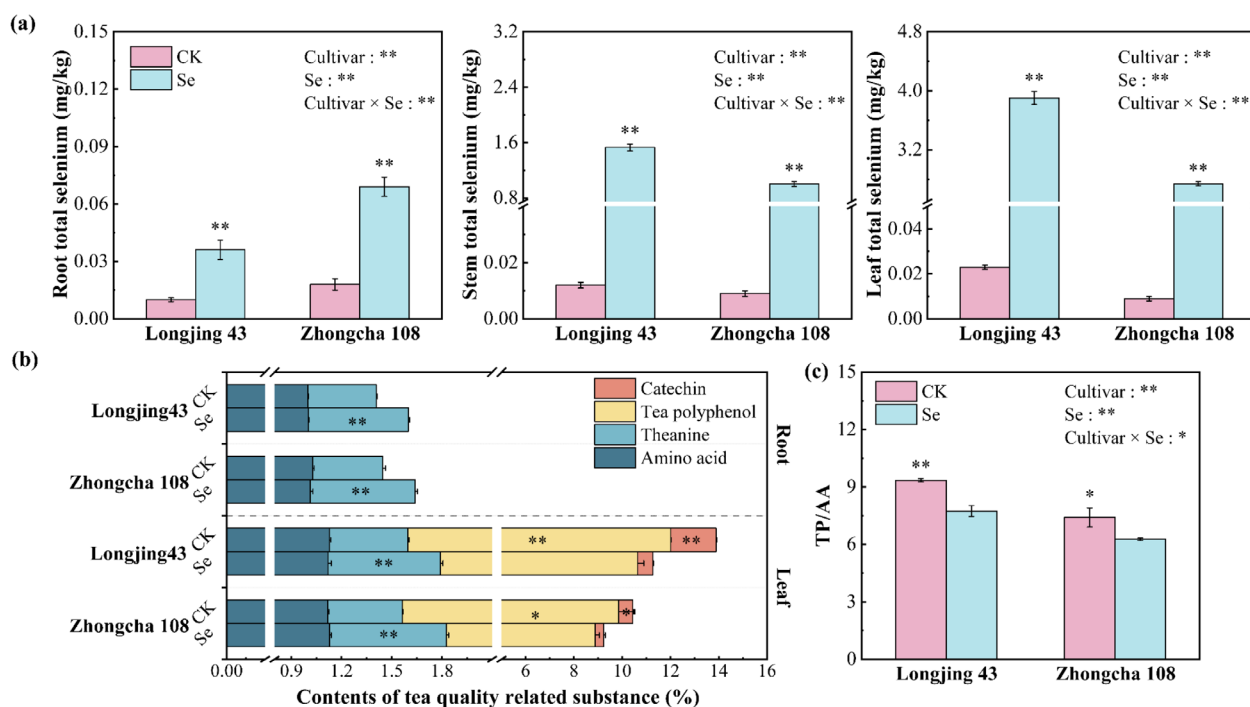 (a)
Root total selenium (mg/kg)
0.15
0.12
0.09
0.06
0.03
0.00
CK
Se
Cultivar : **
Se : **
Cultivar × Se : **
**
**
Longjing 43
Zhongcha 108
Stem total selenium (mg/kg)
3.2
2.4
1.6
0.8
0.02
0.00
Cultivar : **
Se : **
Cultivar × Se : **
**
**
Longjing 43
Zhongcha 108
Leaf total selenium (mg/kg)
4.8
4.0
3.2
0.04
0.02
0.00
Cultivar : **
Se : **
Cultivar × Se : **
**
**
Longjing 43
Zhongcha 108
(b)
Longjing43
CK
Se
**
Zhongcha 108
CK
Se
**
Root
Longjing43
CK
Se
**
**
**
Zhongcha 108
CK
Se
*
*
**
Leaf
Catechin
Tea polyphenol
Theanine
Amino acid
0.00
0.9
1.2
1.5
1.8
6
8
10
12
14
16
Contents of tea quality related substance (%)
(c)
TP/AA
15
12
9
6
3
0
CK
Se
Cultivar : **
Se : **
Cultivar × Se : *
**
*
Longjing 43
Zhongcha 108